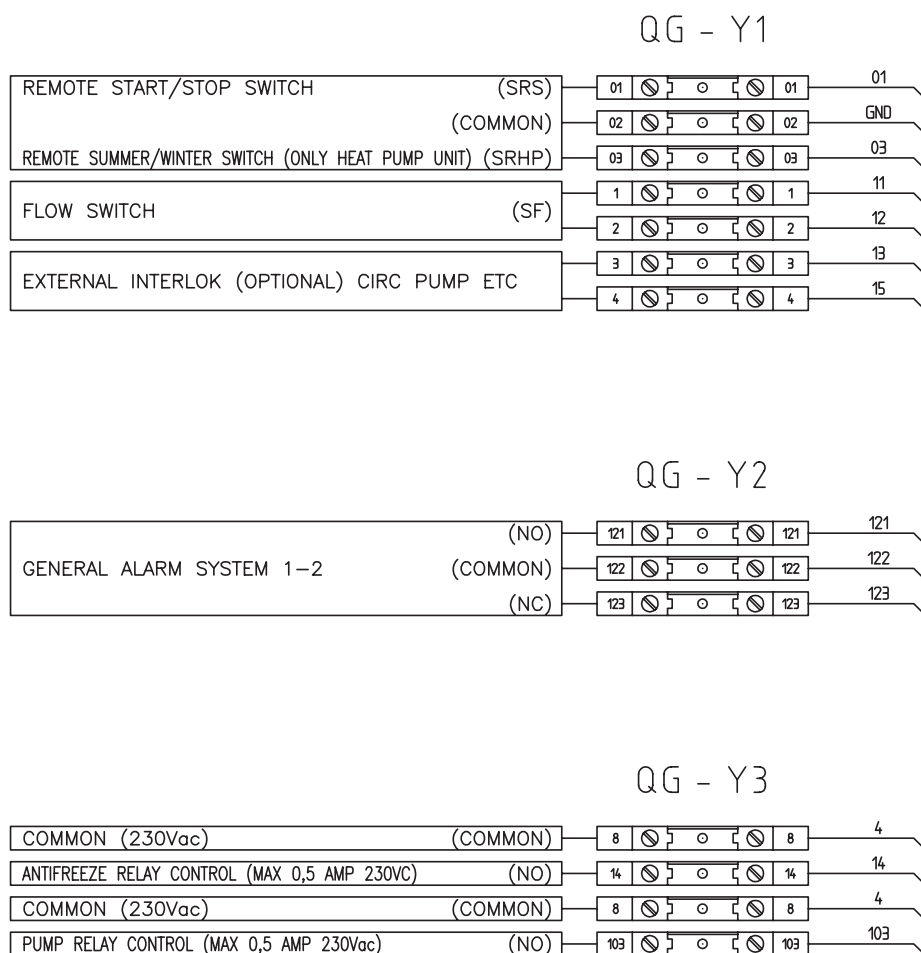 QG - Y1
REMOTE START/STOP SWITCH (SRS) 01 01 01
(COMMON) 02 02 GND
REMOTE SUMMER/WINTER SWITCH (ONLY HEAT PUMP UNIT) (SRHP) 03 03 03
FLOW SWITCH (SF)
1 1 11
2 2 12
EXTERNAL INTERLOK (OPTIONAL) CIRC PUMP ETC
3 3 13
4 4 15
QG - Y2
(NO) 121 121 121
GENERAL ALARM SYSTEM 1-2 (COMMON) 122 122 122
(NC) 123 123 123
QG - Y3
COMMON (230Vac) (COMMON) 8 8 4
ANTIFREEZE RELAY CONTROL (MAX 0,5 AMP 230VC) (NO) 14 14 14
COMMON (230Vac) (COMMON) 8 8 4
PUMP RELAY CONTROL (MAX 0,5 AMP 230Vac) (NO) 103 103 103